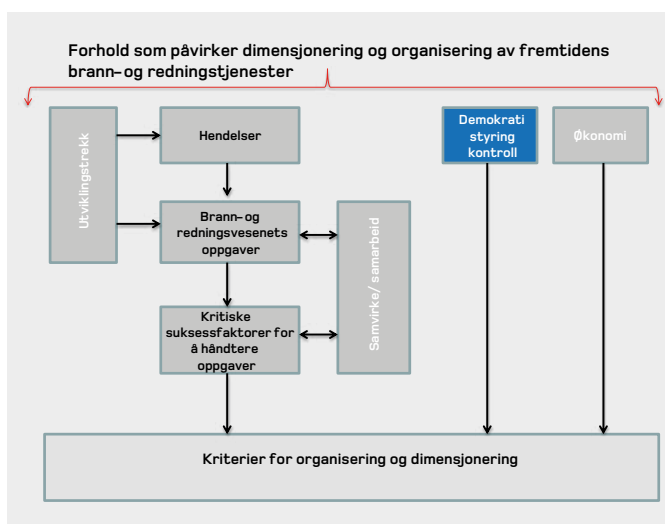 Forhold som påvirker dimensjonering og organisering av fremtidens
brann- og redningstjenester
Utviklingstrekk
Hendelser
Demokrati
styring
kontroll
Økonomi
Brann- og
redningsvesenets
oppgaver
Samvirke/ samarbeid
Kritiske
suksessfaktorer for
å håndtere
oppgaver
Kriterier for organisering og dimensjonering